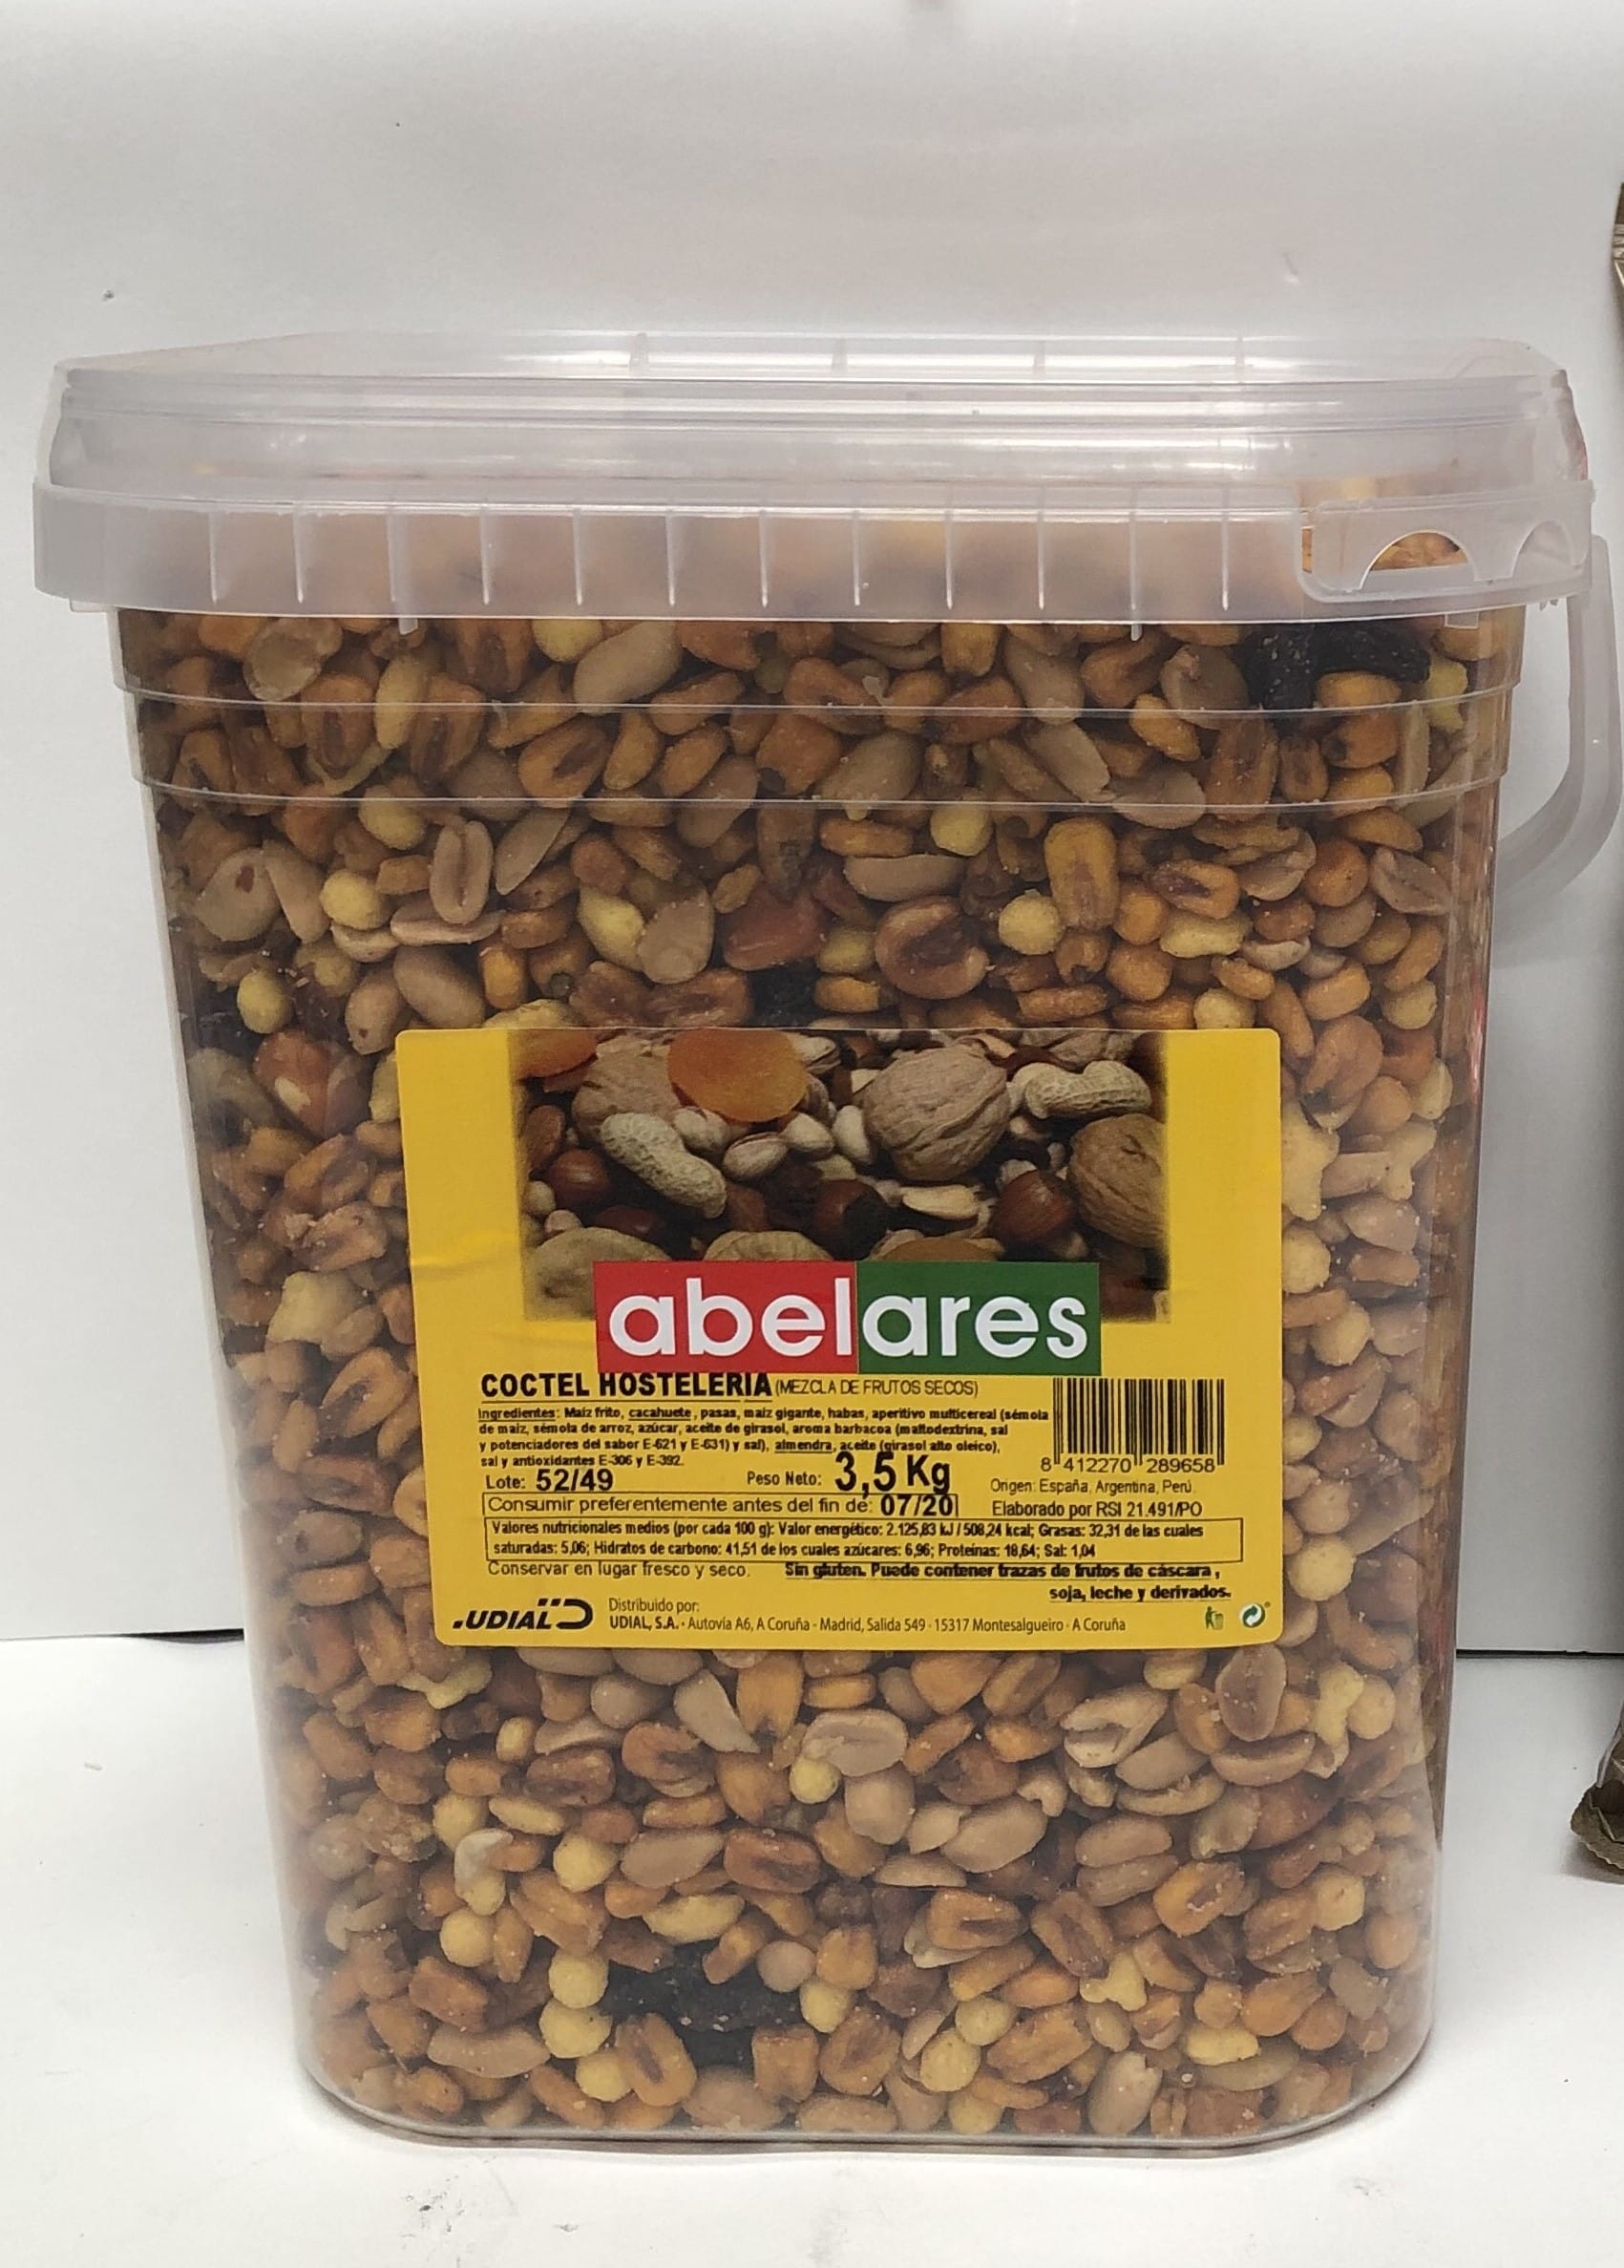 abelares
COCTEL HOSTELERIA (MEZCLA DE FRUTOS SECOS)
Ingredientes: Maíz frito, cacahuete, pasas, maíz gigante, habas, aperitivo multicereal (sémola
de maíz, sémola de arroz, azúcar, aceite de girasol, aroma barbacoa (maltodextrina, sal
y potenciadores del sabor E-621 y E-631) y sal), almendra, aceite (girasol alto oleico),
sal y antioxidantes E-306 y E-392.
8 412270 289658
Lote: 52/49 Peso Neto: 3,5 Kg Origen: España, Argentina, Perú.
Consumir preferentemente antes del fin de: 07/20 Elaborado por RSI 21.491/PO
Valores nutricionales medios (por cada 100 g): Valor energético: 2.125,83 kJ / 508,24 kcal; Grasas: 32,31 de las cuales
saturadas: 5,06; Hidratos de carbono: 41,51 de los cuales azúcares: 6,96; Proteínas: 18,64; Sal: 1,04
Conservar en lugar fresco y seco. Sin gluten. Puede contener trazas de frutos de cáscara,
soja, leche y derivados.
UDIAL Distribuido por:
UDIAL, S.A. - Autovía A6, A Coruña - Madrid, Salida 549 - 15317 Montesalgueiro - A Coruña